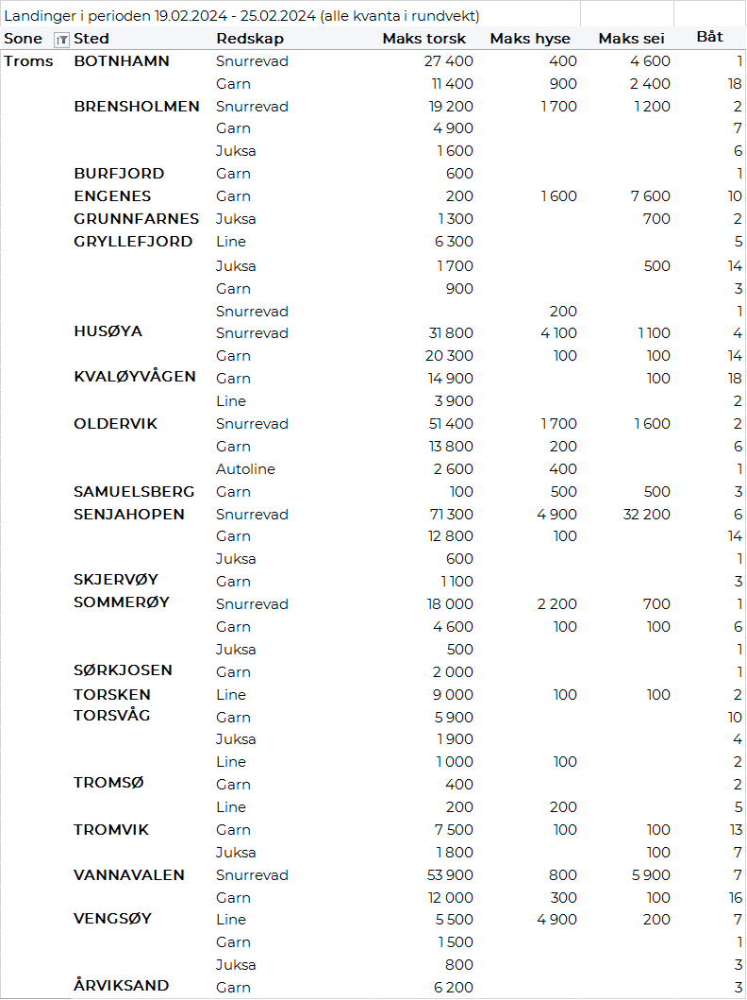 Landinger i perioden 19.02.2024 - 25.02.2024 (alle kvanta i rundvekt)
Sone Sted Redskap Maks torsk Maks hyse Maks sei Båt
Troms BOTNHAMN Snurrevad 27 400 400 4 600 1
Garn 11 400 900 2 400 18
BRENSHOLMEN Snurrevad 19 200 1 700 1 200 2
Garn 4 900 7
Juksa 1 600 6
BURFJORD Garn 600 1
ENGENES Garn 200 1 600 7 600 10
GRUNNFARNES Juksa 1 300 700 2
GRYLLEFJORD Line 6 300 5
Juksa 1 700 500 14
Garn 900 3
Snurrevad 200 1
HUSØYA Snurrevad 31 800 4 100 1 100 4
Garn 20 300 100 100 14
KVALØYVÅGEN Garn 14 900 100 18
Line 3 900 2
OLDERVIK Snurrevad 51 400 1 700 1 600 2
Garn 13 800 200 6
Autoline 2 600 400 1
SAMUELSBERG Garn 100 500 500 3
SENJAHOPEN Snurrevad 71 300 4 900 32 200 6
Garn 12 800 100 14
Juksa 600 1
SKJERVØY Garn 1 100 3
SOMMERØY Snurrevad 18 000 2 200 700 1
Garn 4 600 100 100 6
Juksa 500 1
SØRKJOSEN Garn 2 000 1
TORSKEN Line 9 000 100 100 2
TORSVÅG Garn 5 900 10
Juksa 1 900 4
Line 1 000 100 2
TROMSØ Garn 400 2
Line 200 200 5
TROMVIK Garn 7 500 100 100 13
Juksa 1 800 100 7
VANNAVALEN Snurrevad 53 900 800 5 900 7
Garn 12 000 300 100 16
VENGSØY Line 5 500 4 900 200 7
Garn 1 500 1
Juksa 800 3
ÅRVIKSAND Garn 6 200 3